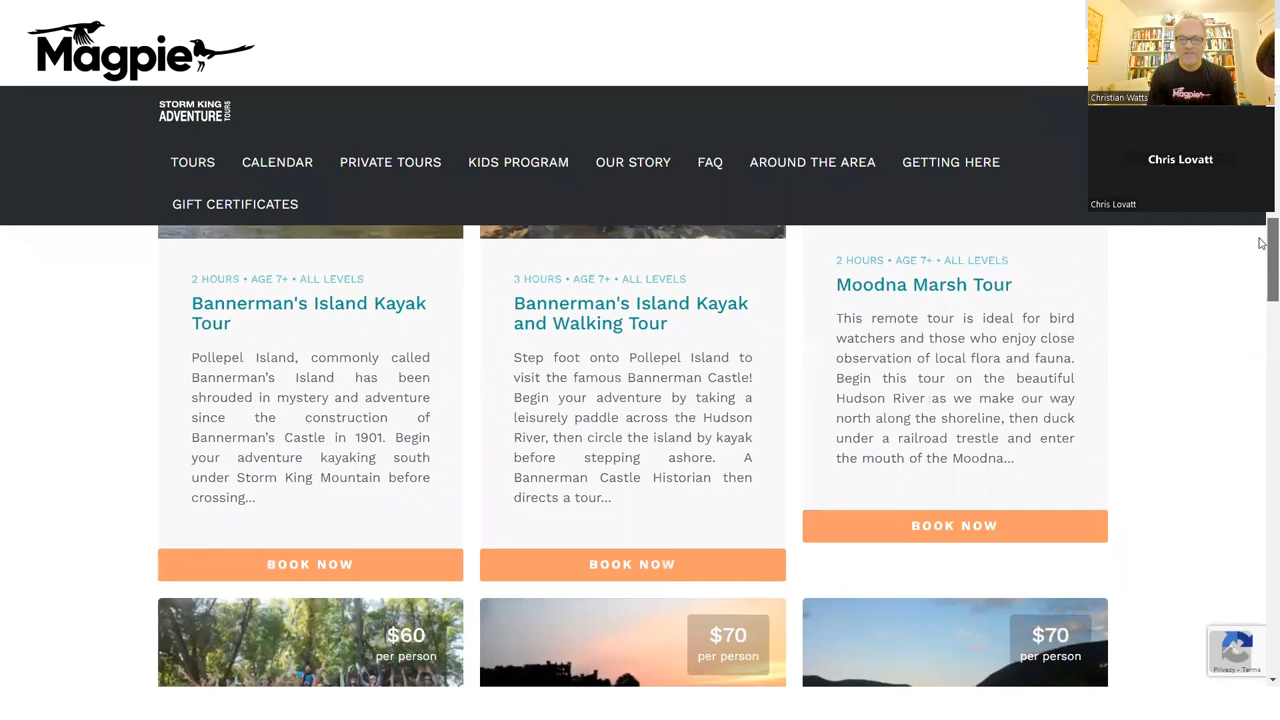 Magpie
Christian Watts
Magpie
Chris Lovatt
Chris Lovatt
STORM KING
ADVENTURE
TOURS
TOURS
CALENDAR
PRIVATE TOURS
KIDS PROGRAM
OUR STORY
FAQ
AROUND THE AREA
GETTING HERE
GIFT CERTIFICATES
2 HOURS • AGE 7+ • ALL LEVELS
Bannerman's Island Kayak
Tour
Pollepel Island, commonly called
Bannerman’s Island has been
shrouded in mystery and adventure
since the construction of
Bannerman’s Castle in 1901. Begin
your adventure kayaking south
under Storm King Mountain before
crossing...
BOOK NOW
3 HOURS • AGE 7+ • ALL LEVELS
Bannerman's Island Kayak
and Walking Tour
Step foot onto Pollepel Island to
visit the famous Bannerman Castle!
Begin your adventure by taking a
leisurely paddle across the Hudson
River, then circle the island by kayak
before stepping ashore. A
Bannerman Castle Historian then
directs a tour...
BOOK NOW
2 HOURS • AGE 7+ • ALL LEVELS
Moodna Marsh Tour
This remote tour is ideal for bird
watchers and those who enjoy close
observation of local flora and fauna.
Begin this tour on the beautiful
Hudson River as we make our way
north along the shoreline, then duck
under a railroad trestle and enter
the mouth of the Moodna...
BOOK NOW
$60
per person
$70
per person
$70
per person
Privacy - Terms